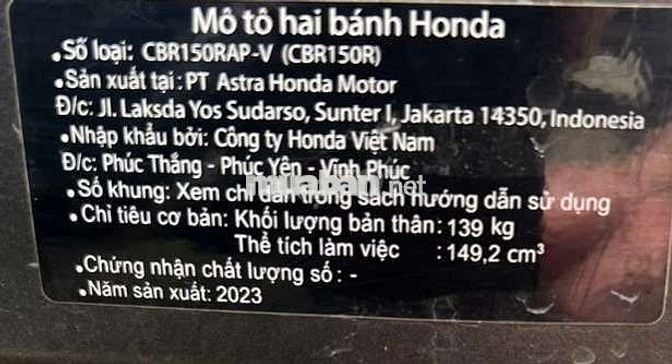 Mô tô hai bánh Honda
•Số loại: CBR150RAP-V (CBR150R)
•Sản xuất tại:PT Astra Honda Motor
Đ/c: Jl. Laksda Yos Sudarso, Sunter I, Jakarta 14350, Indonesia
•Nhập khẩu bởi: Công ty Honda Việt Nam
Đ/c: Phúc Thắng - Phúc Yên - Vĩnh Phúc
muaban.net
•Số khung: Xem chỉ dẫn trong sách hướng dẫn sử dụng
•Chỉ tiêu cơ bản: Khối lượng bản thân: 139 kg
Thể tích làm việc : 149,2 cm³
•Chứng nhận chất lượng số: -
•Năm sản xuất: 2023